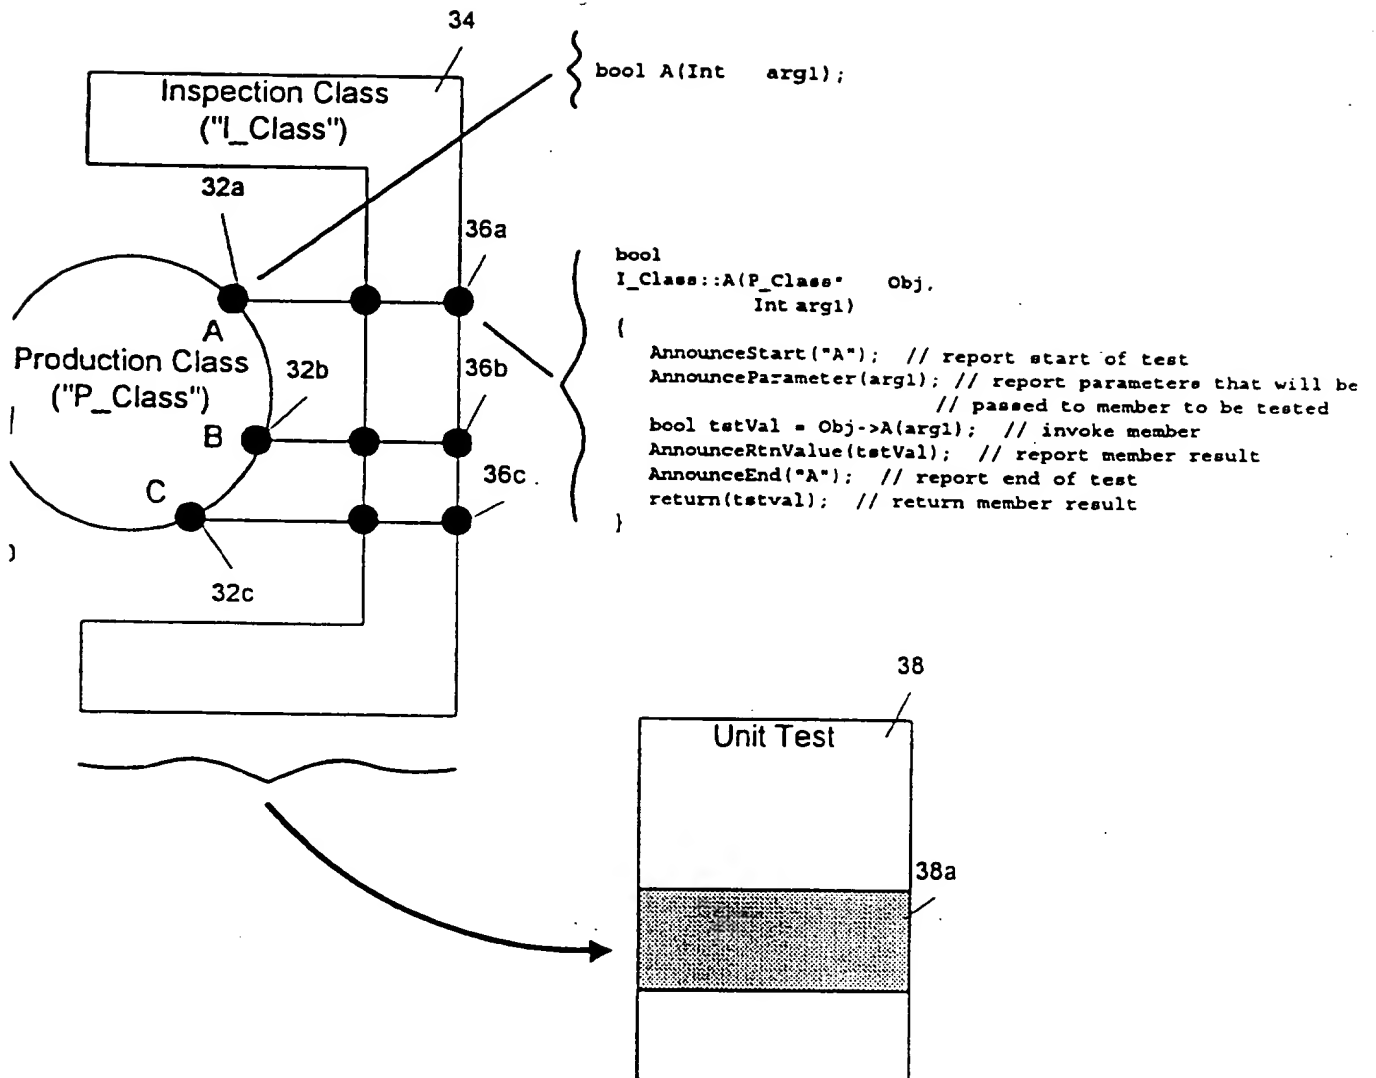 34
bool A(Int arg1);
Inspection Class
("I_Class")
32a
36a
bool
I_Class::A(P_Class* Obj,
Int arg1)
{
A
AnnounceStart("A"); // report start of test
Production Class
("P_Class")
32b
36b
AnnounceParameter(arg1); // report parameters that will be
// passed to member to be tested
B
bool tstVal = Obj->A(arg1); // invoke member
AnnounceRtnValue(tstVal); // report member result
C
36c
AnnounceEnd("A"); // report end of test
return(tstval); // return member result
}
32c
38
Unit Test
38a